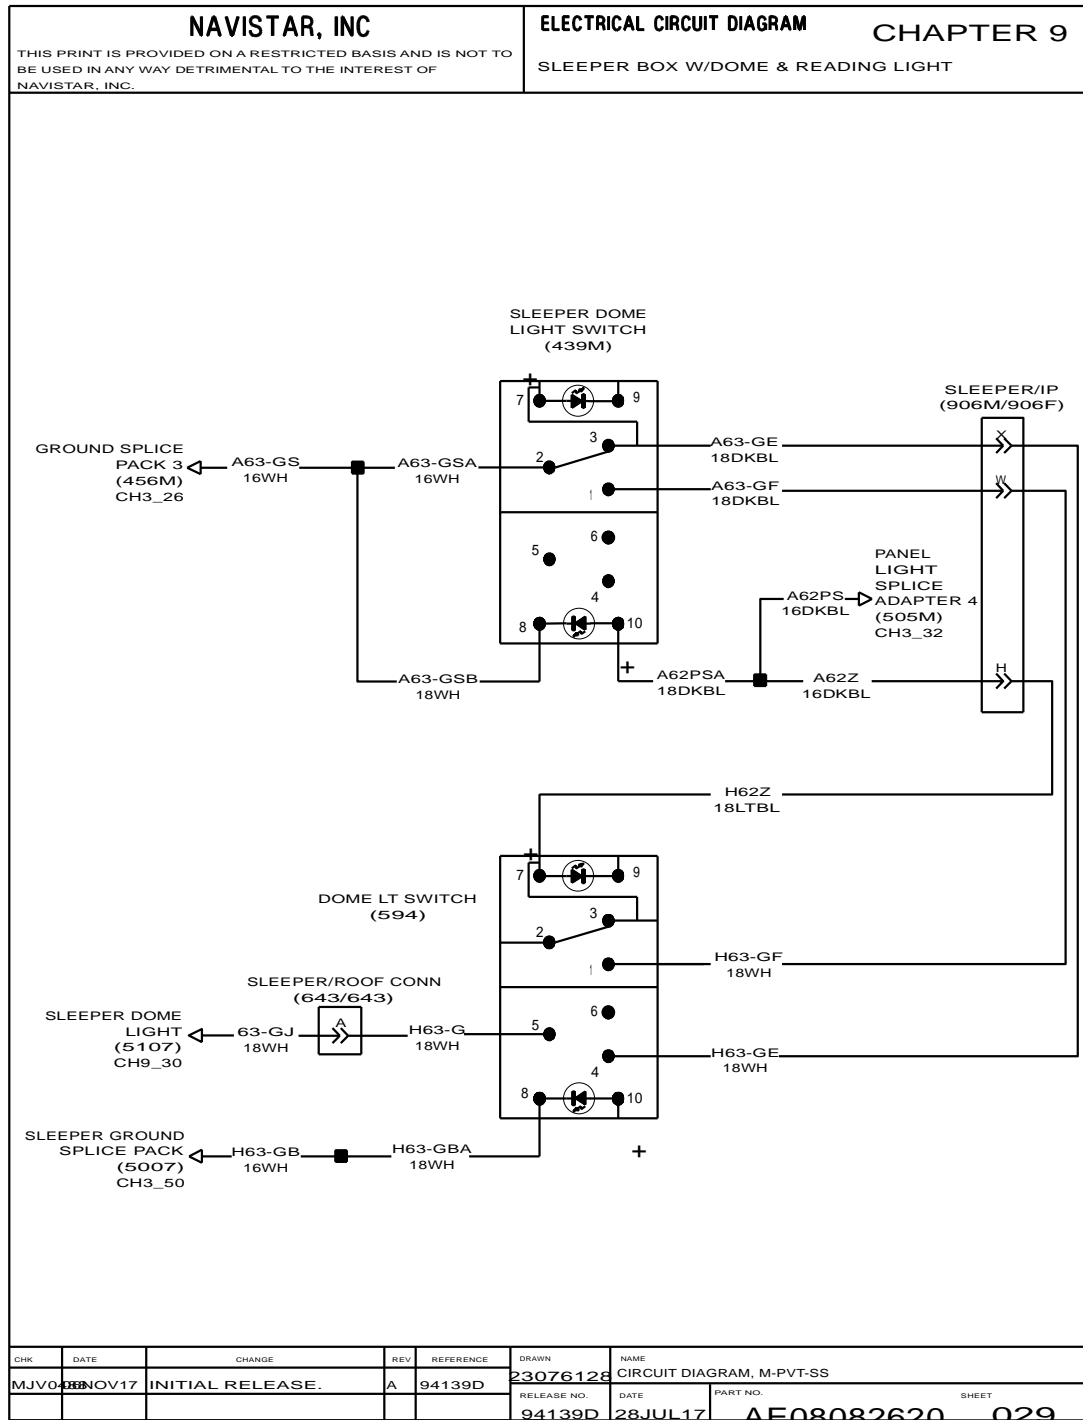 NAVISTAR, INC
THIS PRINT IS PROVIDED ON A RESTRICTED BASIS AND IS NOT TO
BE USED IN ANY WAY DETRIMENTAL TO THE INTEREST OF
NAVISTAR, INC.
ELECTRICAL CIRCUIT DIAGRAM
CHAPTER 9
SLEEPER BOX W/DOME & READING LIGHT
SLEEPER DOME
LIGHT SWITCH
(439M)
+
7
9
3
2
1
6
5
4
8
10
+
GROUND SPLICE
PACK 3
(456M)
CH3_26
A63-GS
16WH
A63-GSA
16WH
A63-GSB
18WH
A63-GE
18DKBL
A63-GF
18DKBL
SLEEPER/IP
(906M/906F)
X
W
H
PANEL
LIGHT
SPLICE
ADAPTER 4
(505M)
CH3_32
A62PS
16DKBL
A62PSA
18DKBL
A62Z
16DKBL
H62Z
18LTBL
DOME LT SWITCH
(594)
+
7
9
3
2
1
6
5
4
8
10
+
H63-GF
18WH
H63-GE
18WH
SLEEPER/ROOF CONN
(643/643)
A
SLEEPER DOME
LIGHT
(5107)
CH9_30
63-GJ
18WH
H63-G
18WH
SLEEPER GROUND
SPLICE PACK
(5007)
CH3_50
H63-GB
16WH
H63-GBA
18WH
CHK DATE CHANGE REV REFERENCE
INITIAL RELEASE. A 94139D
DRAWN
23076128
NAME
CIRCUIT DIAGRAM, M-PVT-SS
RELEASE NO.
94139D
DATE
28JUL17
PART NO.
AE08082620
SHEET
029